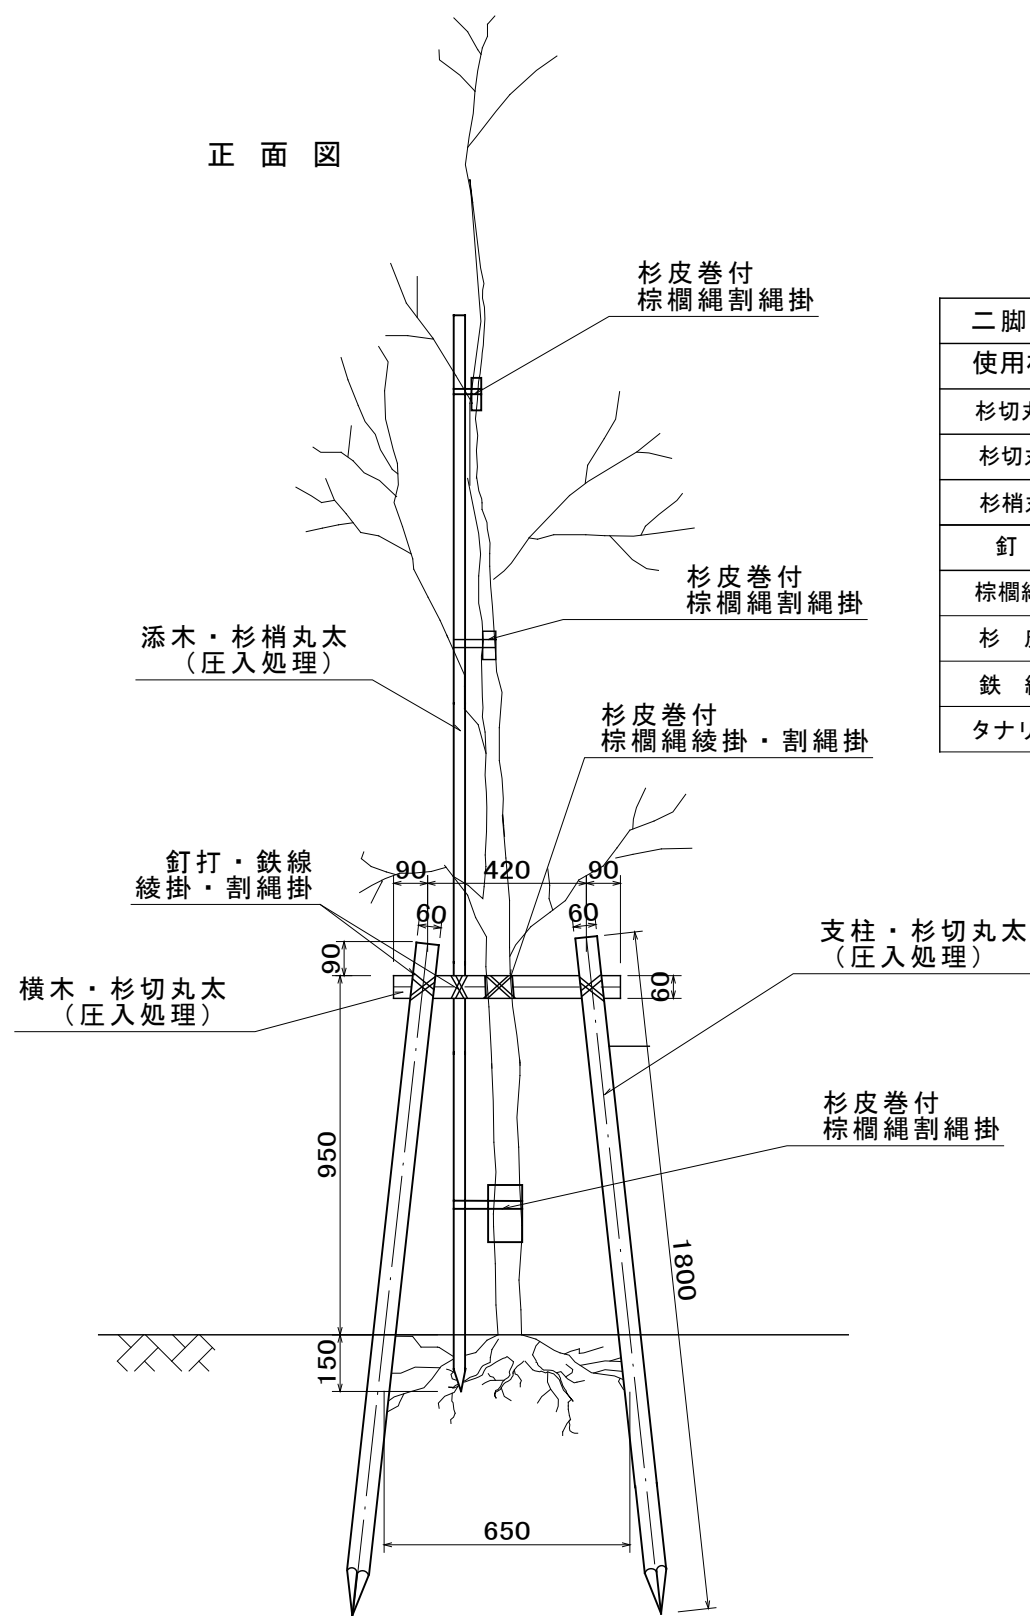 正面図
杉皮巻付
棕櫚縄割縄掛
杉皮巻付
棕櫚縄割縄掛
添木・杉梢丸太
（圧入処理）
杉皮巻付
棕櫚縄綾掛・割縄掛
釘打・鉄線
綾掛・割縄掛
90
420
90
60
60
90
60
横木・杉切丸太
（圧入処理）
支柱・杉切丸太
（圧入処理）
杉皮巻付
棕櫚縄割縄掛
950
1800
150
650
二脚
使用
杉切
杉切
杉梢
釘
棕櫚
杉
鉄
タナ